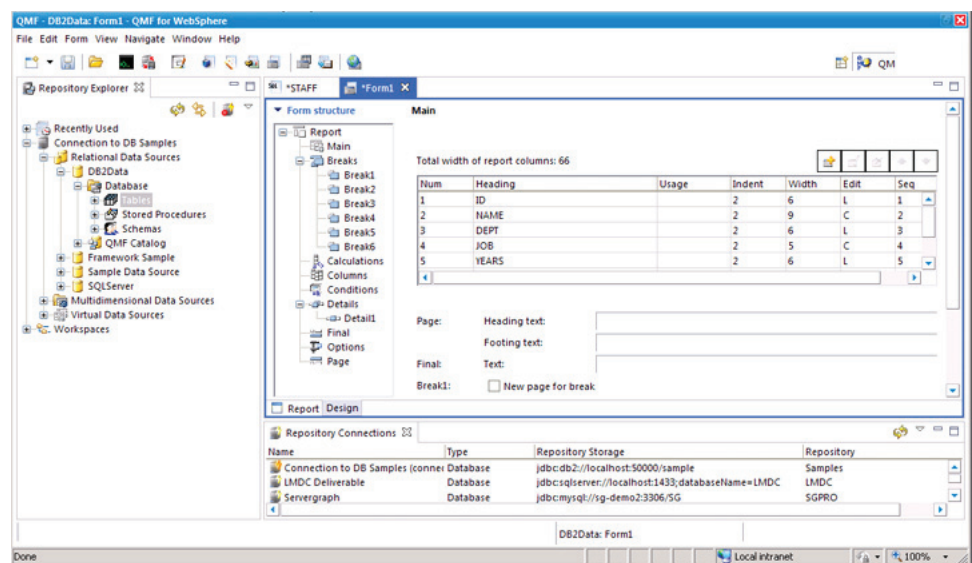 QMF - DB2Data: Form1 - QMF for WebSphere
File Edit Form View Navigate Window Help
QM
Repository Explorer
Recently Used
Connection to DB Samples
Relational Data Sources
DB2Data
Database
Tables
Stored Procedures
Schemas
QMF Catalog
Framework Sample
Sample Data Source
SQLServer
Multidimensional Data Sources
Virtual Data Sources
Workspaces
*STAFF *Form1
Form structure
Report
Main
Breaks
Break1
Break2
Break3
Break4
Break5
Break6
Calculations
Columns
Conditions
Details
Detail1
Final
Options
Page
Main
Total width of report columns: 66
Num Heading Usage Indent Width Edit Seq
1 ID 2 6 L 1
2 NAME 2 9 C 2
3 DEPT 2 6 L 3
4 JOB 2 5 C 4
5 YEARS 2 6 L 5
Page: Heading text:
Footing text:
Final: Text:
Break1: New page for break
Report Design
Repository Connections
Name Type Repository Storage Repository
Connection to DB Samples (connec Database jdbc:db2://localhost:50000/sample Samples
LMDC Deliverable Database jdbc:sqlserver://localhost:1433;databaseName=LMDC LMDC
Servergraph Database jdbc:mysql://sg-demo2:3306/SG SGPRO
DB2Data: Form1
Done Local intranet 100%